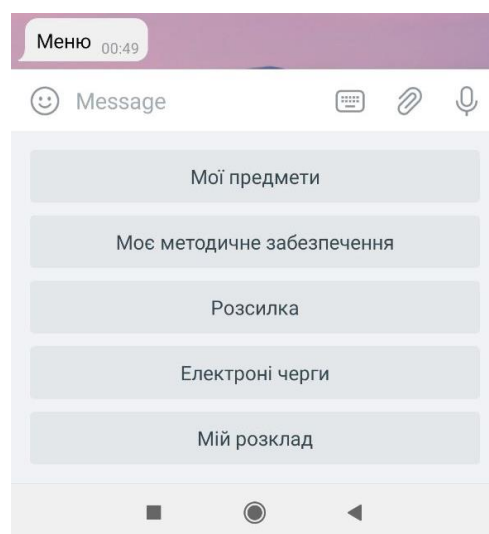 Меню 00:49
Message
Мої предмети
Моє методичне забезпечення
Розсилка
Електроні черги
Мій розклад